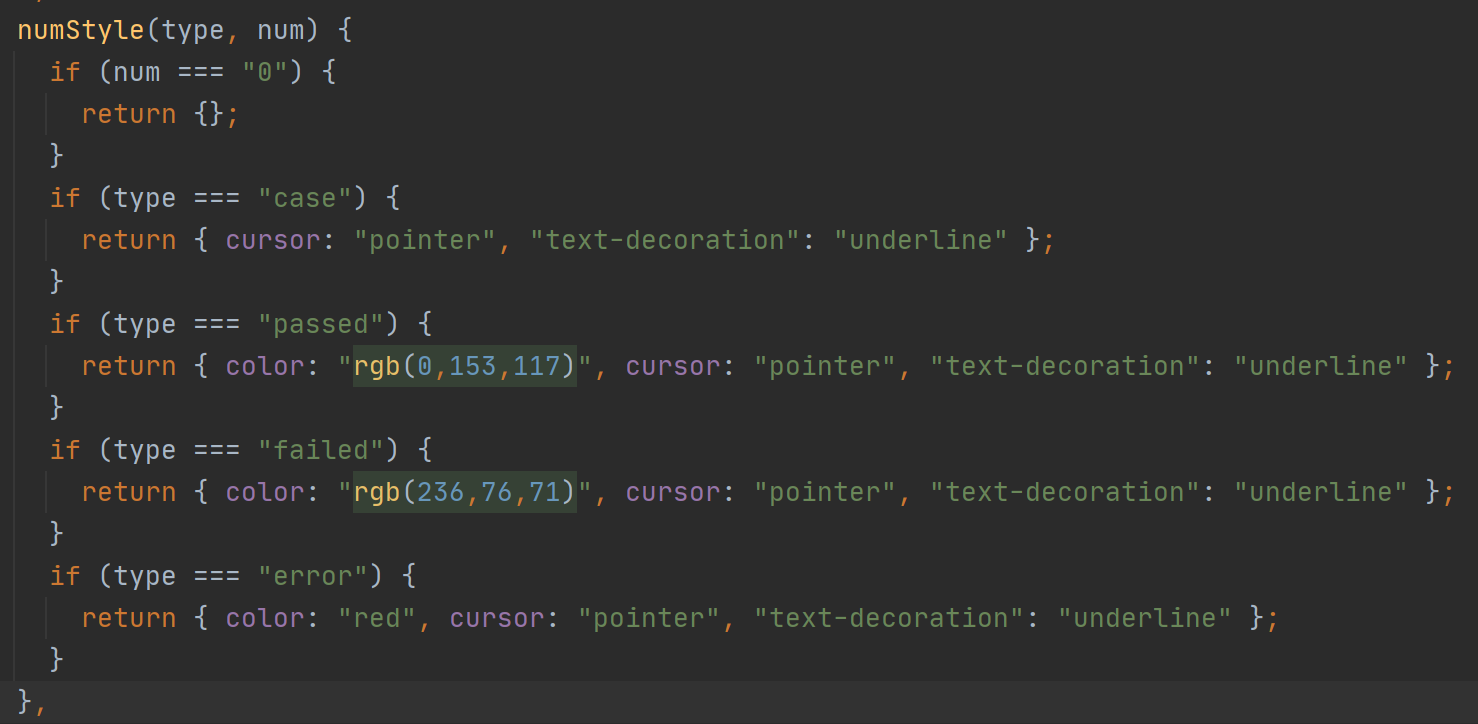 numStyle(type, num) {
  if (num === "0") {
    return {};
  }
  if (type === "case") {
    return { cursor: "pointer", "text-decoration": "underline" };
  }
  if (type === "passed") {
    return { color: "rgb(0,153,117)", cursor: "pointer", "text-decoration": "underline" };
  }
  if (type === "failed") {
    return { color: "rgb(236,76,71)", cursor: "pointer", "text-decoration": "underline" };
  }
  if (type === "error") {
    return { color: "red", cursor: "pointer", "text-decoration": "underline" };
  }
},